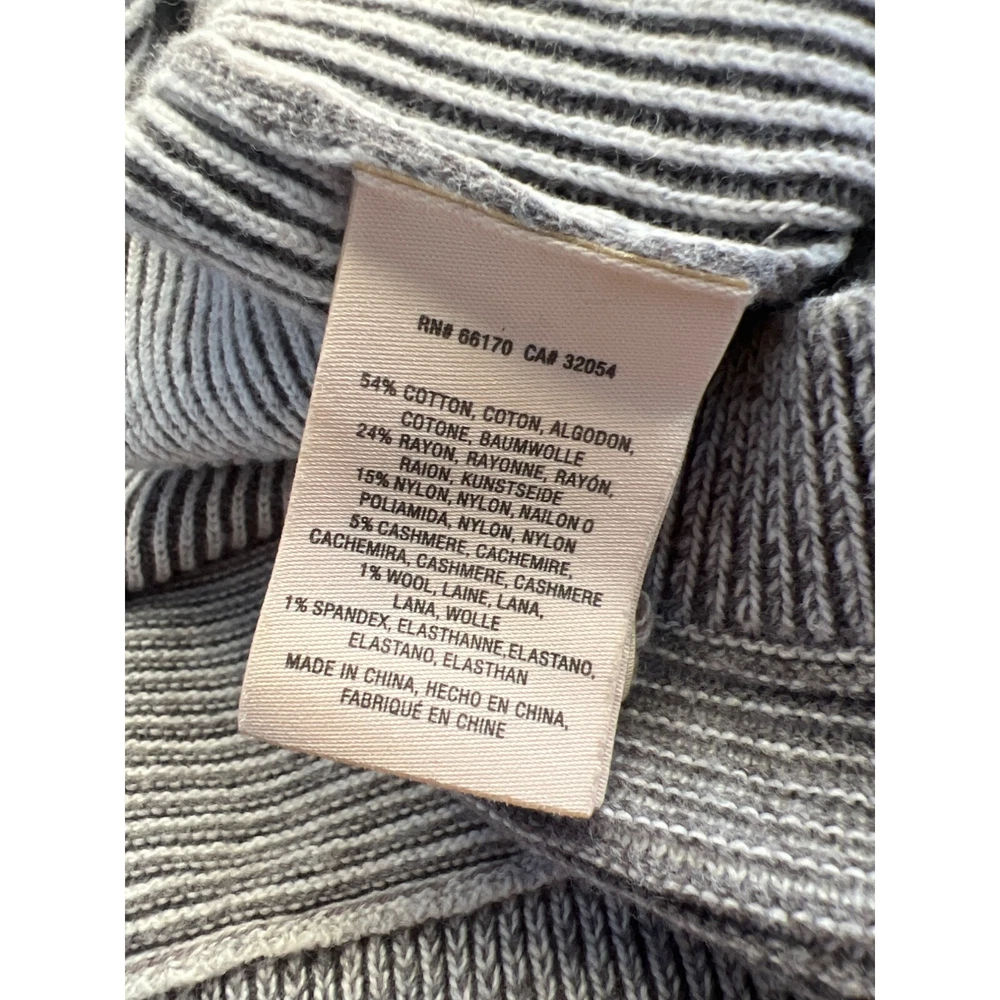 RN# 66170 CA# 32054
54% COTTON, COTON, ALGODON,
COTONE, BAUMWOLLE
24% RAYON, RAYONNE, RAYÓN,
RAION, KUNSTSEIDE
15% NYLON, NYLON, NAILON O
POLIAMIDA, NYLON, NYLON
5% CASHMERE, CACHEMIRE,
CACHEMIRA, CASHMERE, CASHMERE
1% WOOL, LAINE, LANA,
LANA, WOLLE
1% SPANDEX, ELASTHANNE,ELASTANO,
ELASTANO, ELASTHAN
MADE IN CHINA, HECHO EN CHINA,
FABRIQUÉ EN CHINE